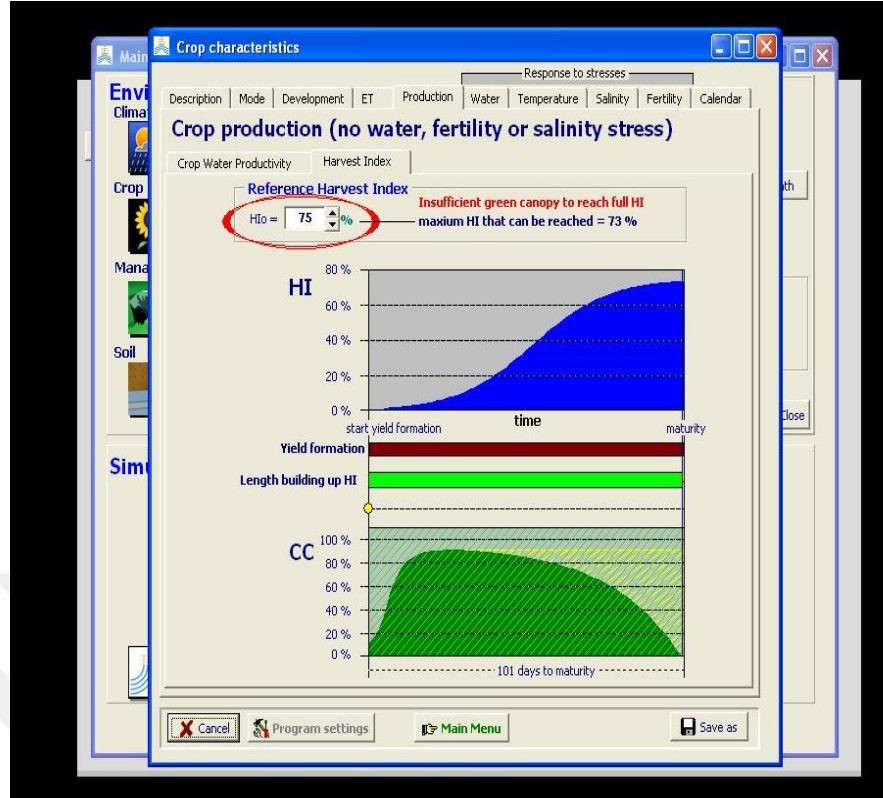 Main
Crop characteristics
Envi
Clima
Crop
Mana
Soil
Simu
th
Close
Response to stresses
Description Mode Development ET Production Water Temperature Salinity Fertility Calendar
Crop production (no water, fertility or salinity stress)
Crop Water Productivity Harvest Index
Reference Harvest Index
Insufficient green canopy to reach full HI
HIo = 75 % maxium HI that can be reached = 73 %
HI
80 %
60 %
40 %
20 %
0 %
start yield formation time maturity
Yield formation
Length building up HI
CC
100 %
80 %
60 %
40 %
20 %
0 %
101 days to maturity
Cancel Program settings Main Menu Save as